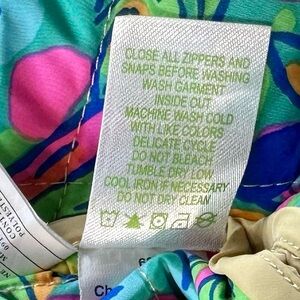 CLOSE ALL ZIPPERS AND
SNAPS BEFORE WASHING
WASH GARMENT
INSIDE OUT
MACHINE WASH COLD
WITH LIKE COLORS
DELICATE CYCLE
DO NOT BLEACH
TUMBLE DRY LOW
COOL IRON IF NECESSARY
DO NOT DRY CLEAN